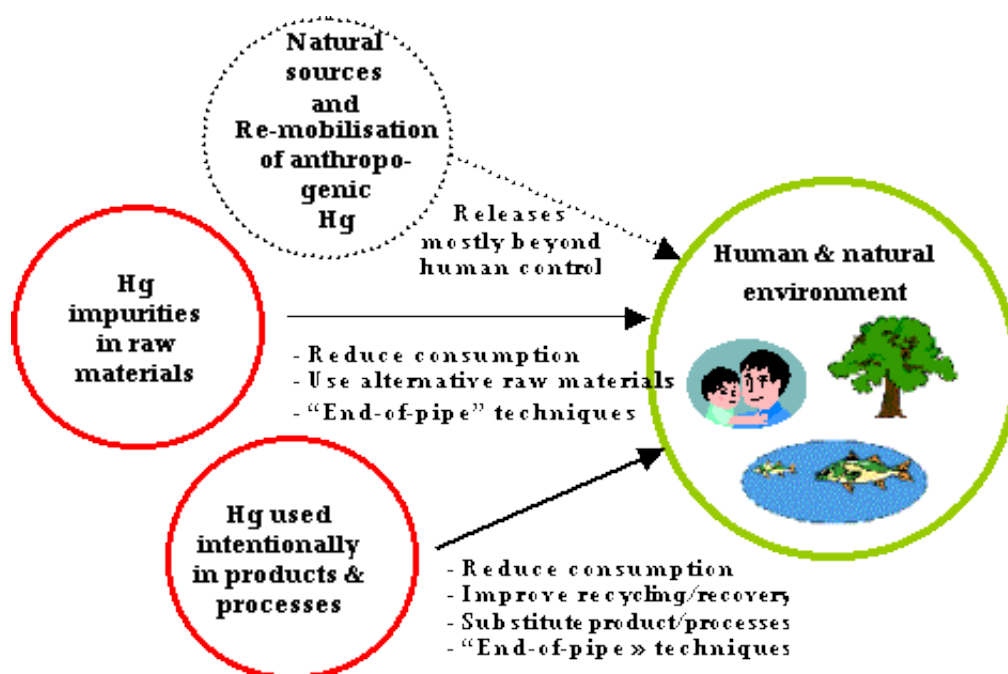 Natural
sources
and
Re-mobilisation
of anthropo-
genic
Hg
Releases
mostly beyond
human control
Human & natural
environment
Hg
impurities
in raw
materials
- Reduce consumption
- Use alternative raw materials
- “End-of-pipe” techniques
Hg used
intentionally
in products &
processes
- Reduce consumption
- Improve recycling/recovery
- Substitute product/processes
- “End-of-pipe » techniques